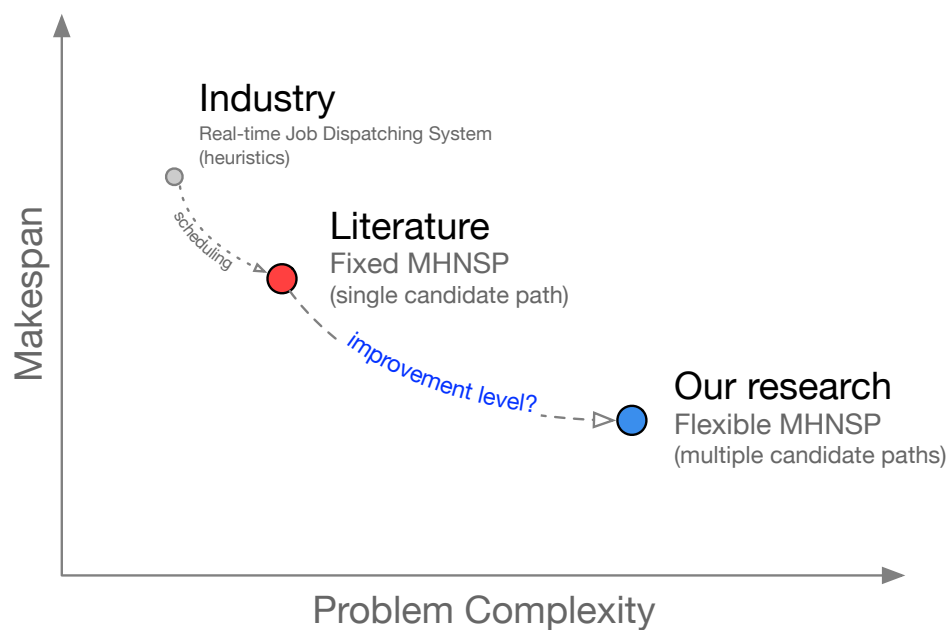 Industry
Real-time Job Dispatching System
(heuristics)
scheduling
Literature
Fixed MHNSP
(single candidate path)
improvement level?
Our research
Flexible MHNSP
(multiple candidate paths)
Makespan
Problem Complexity